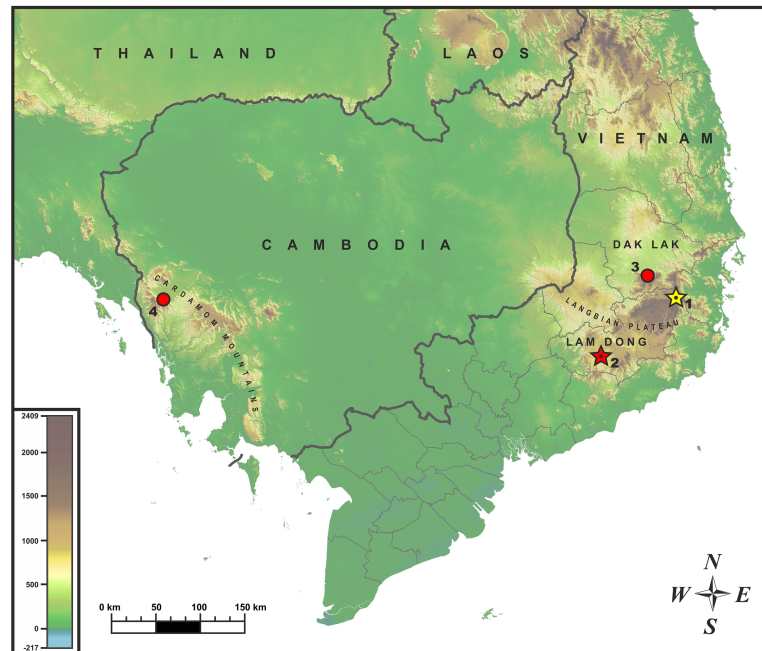 THAILAND
LAOS
VIETNAM
CAMBODIA
DAK LAK
3
CARDAMOM MOUNTAINS
4
LANGBIAN PLATEAU
1
LAM DONG
2
2409
2000
1500
1000
500
0
-217
0 km 50 100 150 km
N
W E
S